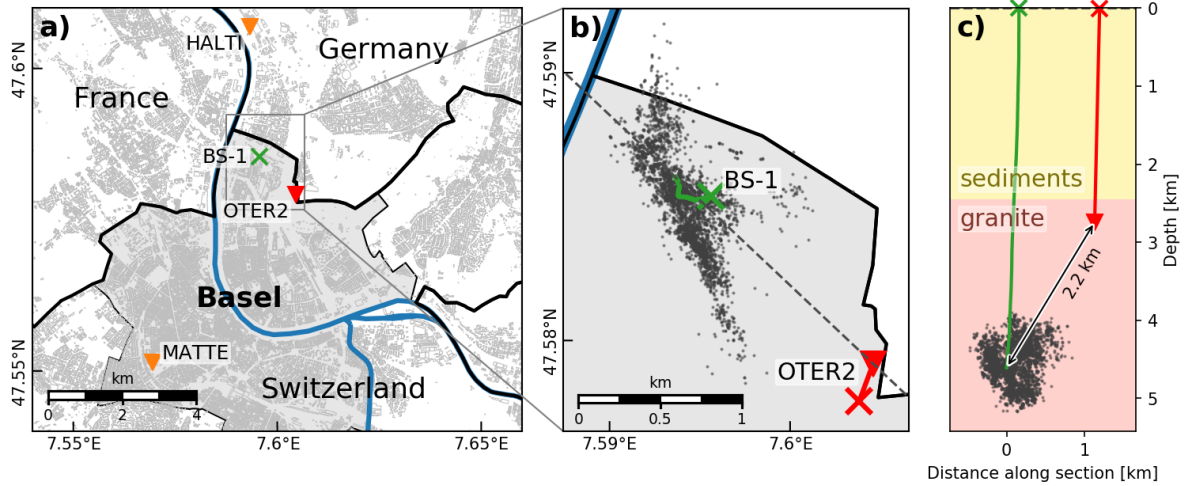 a)
HALTI
Germany
France
BS-1
OTER2
Basel
MATTE
Switzerland
km
0 2 4
47.6°N
47.55°N
7.55°E 7.6°E 7.65°E
b)
BS-1
OTER2
km
0 0.5 1
47.59°N
47.58°N
7.59°E 7.6°E
c)
sediments
granite
2.2 km
0
1
2
3
4
5
Depth [km]
0 1
Distance along section [km]